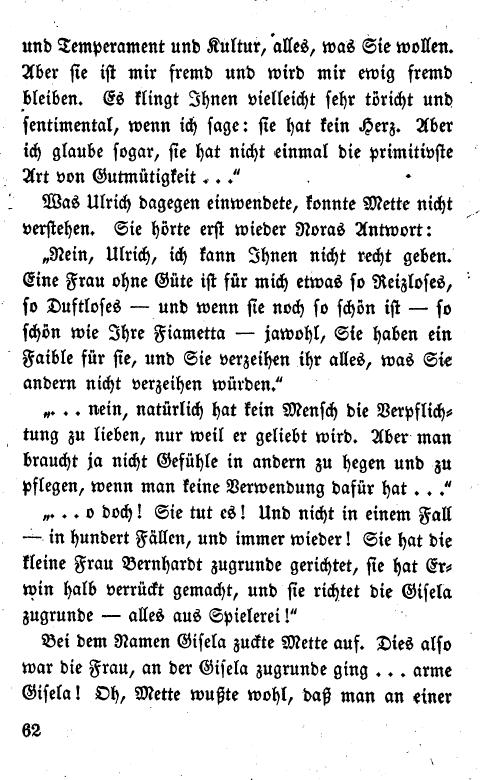 und Temperament und Kultur, alles, was Sie wollen.
Aber sie ist mir fremd und wird mir ewig fremd
bleiben. Es klingt Ihnen vielleicht sehr töricht und
sentimental, wenn ich sage: sie hat kein Herz. Aber
ich glaube sogar, sie hat nicht einmal die primitivste
Art von Gutmütigkeit . . .“
Was Ulrich dagegen einwendete, konnte Mette nicht
verstehen. Sie hörte erst wieder Noras Antwort:
„Nein, Ulrich, ich kann Ihnen nicht recht geben.
Eine Frau ohne Güte ist für mich etwas so Reizloses,
so Duftloses — und wenn sie noch so schön ist — so
schön wie Ihre Fiametta — jawohl, Sie haben ein
Faible für sie, und Sie verzeihen ihr alles, was Sie
andern nicht verzeihen würden.“
„. . . nein, natürlich hat kein Mensch die Verpflich-
tung zu lieben, nur weil er geliebt wird. Aber man
braucht ja nicht Gefühle in andern zu hegen und zu
pflegen, wenn man keine Verwendung dafür hat . . .“
„. . . o doch! Sie tut es! Und nicht in einem Fall
— in hundert Fällen, und immer wieder! Sie hat die
kleine Frau Bernhardt zugrunde gerichtet, sie hat Er-
win halb verrückt gemacht, und sie richtet die Gisela
zugrunde — alles aus Spielerei!“
Bei dem Namen Gisela zuckte Mette auf. Dies also
war die Frau, an der Gisela zugrunde ging . . . arme
Gisela! Oh, Mette wußte wohl, daß man an einer
62